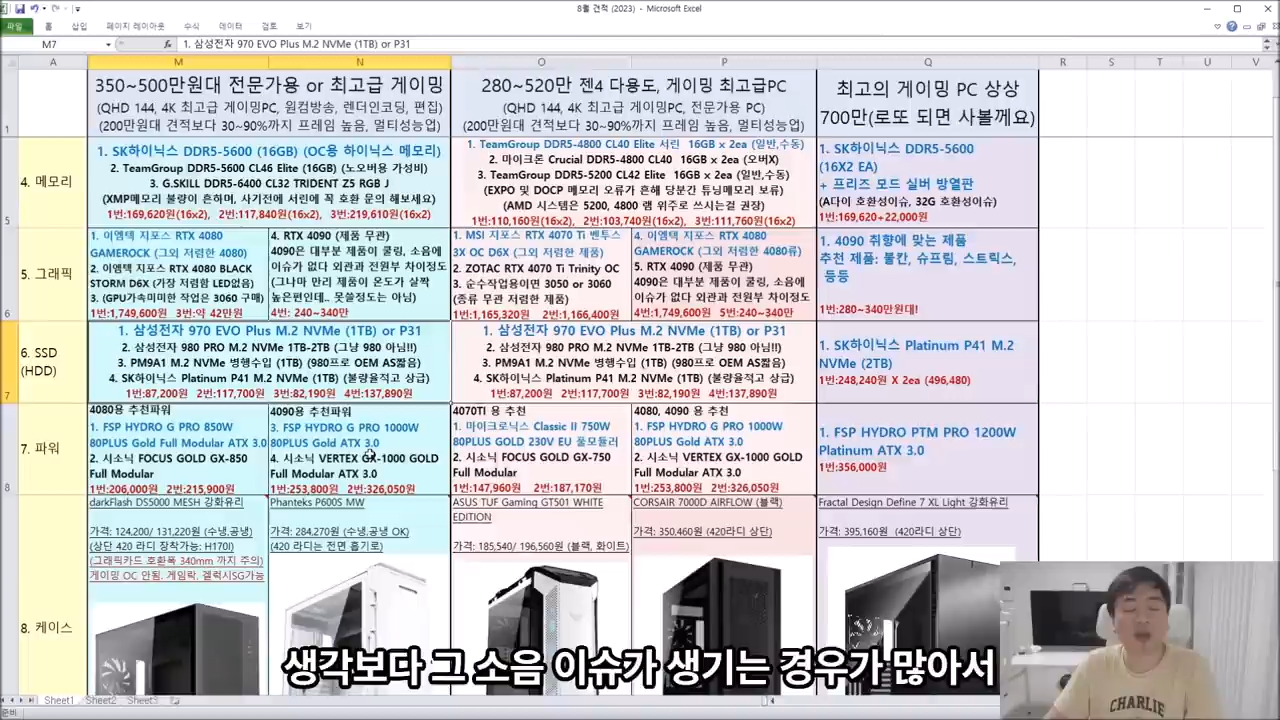 8월 견적 (2023) - Microsoft Excel
파일 홈 삽입 페이지 레이아웃 수식 데이터 검토 보기
M7 fx 1. 삼성전자 970 EVO Plus M.2 NVMe (1TB) or P31
A M N O P Q R S T U V
1
350~500만원대 전문가용 or 최고급 게이밍
(QHD 144, 4K 최고급 게이밍PC, 원컴방송, 렌더인코딩, 편집)
(200만원대 견적보다 30~90%까지 프레임 높음, 멀티성능업)
280~520만 젠4 다용도, 게이밍 최고급PC
(QHD 144, 4K 최고급 게이밍PC, 전문가용 PC)
(200만원대 견적보다 30~90%까지 프레임 높음, 멀티성능업)
최고의 게이밍 PC 상상
700만(로또 되면 사볼께요)
5
4. 메모리
1. SK하이닉스 DDR5-5600 (16GB) (OC용 하이닉스 메모리)
2. TeamGroup DDR5-5600 CL46 Elite (16GB) (노오버용 가성비)
3. G.SKILL DDR5-6400 CL32 TRIDENT Z5 RGB J
(XMP메모리 불량이 흔하며, 사기전에 서린에 꼭 호환 문의 해보세요)
1번:169,620원(16x2), 2번:117,840원(16x2), 3번:219,610원(16x2)
1. TeamGroup DDR5-4800 CL40 Elite 서린 16GB x 2ea (일반,수동)
2. 마이크론 Crucial DDR5-4800 CL40 16GB x 2ea (오버X)
3. TeamGroup DDR5-5200 CL42 Elite 16GB x 2ea (일반,수동)
(EXPO 및 DOCP 메모리 오류가 흔해 당분간 튜닝메모리 보류)
(AMD 시스템은 5200, 4800 램 위주로 쓰시는걸 권장)
1번:110,160원(16x2), 2번:103,740원(16x2), 3번:111,760원(16x2)
1. SK하이닉스 DDR5-5600
(16X2 EA)
+ 프리즈 모드 실버 방열판
(A다이 호환성이슈, 32G 호환성이슈)
1번:169,620+22,000원
6
5. 그래픽
1. 이엠텍 지포스 RTX 4080
GAMEROCK (그외 저렴한 4080)
2. 이엠텍 지포스 RTX 4080 BLACK
STORM D6X (가장 저렴함 LED없음)
3. (GPU가속미미한 작업은 3060 구매)
1번:1,749,600원 3번:약 42만원
4. RTX 4090 (제품 무관)
4090은 대부분 제품이 쿨링, 소음에
이슈가 없다 외관과 전원부 차이정도
(그나마 만리 제품이 온도가 살짝
높은편인데.. 못쓸정도는 아님)
4번: 240~340만
1. MSI 지포스 RTX 4070 Ti 벤투스
3X OC D6X (그외 저렴한 제품)
2. ZOTAC RTX 4070 Ti Trinity OC
3. 순수작업용이면 3050 or 3060
(종류 무관 저렴한 제품)
1번:1,165,320원 2번:1,166,400원
4. 이엠텍 지포스 RTX 4080
GAMEROCK (그외 저렴한 4080류)
5. RTX 4090 (제품 무관)
4090은 대부분 제품이 쿨링, 소음에
이슈가 없다 외관과 전원부 차이정도
4번:1,749,600원 5번:240~340만
1. 4090 취향에 맞는 제품
추천 제품: 불칸, 슈프림, 스트릭스,
등등
1번:280~340만원대!
7
6. SSD
(HDD)
1. 삼성전자 970 EVO Plus M.2 NVMe (1TB) or P31
2. 삼성전자 980 PRO M.2 NVMe 1TB-2TB (그냥 980 아님!!)
3. PM9A1 M.2 NVMe 병행수입 (1TB) (980프로 OEM AS짧음)
4. SK하이닉스 Platinum P41 M.2 NVMe (1TB) (불량율적고 상급)
1번:87,200원 2번:117,700원 3번:82,190원 4번:137,890원
1. 삼성전자 970 EVO Plus M.2 NVMe (1TB) or P31
2. 삼성전자 980 PRO M.2 NVMe 1TB-2TB (그냥 980 아님!!)
3. PM9A1 M.2 NVMe 병행수입 (1TB) (980프로 OEM AS짧음)
4. SK하이닉스 Platinum P41 M.2 NVMe (1TB) (불량율적고 상급)
1번:87,200원 2번:117,700원 3번:82,190원 4번:137,890원
1. SK하이닉스 Platinum P41 M.2
NVMe (2TB)
1번:248,240원 X 2ea (496,480)
8
7. 파워
4080용 추천파워
1. FSP HYDRO G PRO 850W
80PLUS Gold Full Modular ATX 3.0
2. 시소닉 FOCUS GOLD GX-850
Full Modular
1번:206,000원 2번:215,900원
4090용 추천파워
3. FSP HYDRO G PRO 1000W
80PLUS Gold ATX 3.0
4. 시소닉 VERTEX GX-1000 GOLD
Full Modular ATX 3.0
1번:253,800원 2번:326,050원
4070TI 용 추천
1. 마이크로닉스 Classic II 750W
80PLUS GOLD 230V EU 풀모듈러
2. 시소닉 FOCUS GOLD GX-750
Full Modular
1번:147,960원 2번:187,170원
4080, 4090 용 추천
1. FSP HYDRO G PRO 1000W
80PLUS Gold ATX 3.0
2. 시소닉 VERTEX GX-1000 GOLD
Full Modular ATX 3.0
1번:253,800원 2번:326,050원
1. FSP HYDRO PTM PRO 1200W
Platinum ATX 3.0
1번:356,000원
8. 케이스
darkFlash DS5000 MESH 강화유리
가격: 124,200/ 131,220원 (수냉,공냉)
(상단 420 라디 장착가능: H170I)
(그래픽카드 호환폭 340mm 까지 주의)
게이밍 OC 안됨. 게임락, 겔럭시SG가능
Phanteks P600S MW
가격: 284,270원 (수냉,공냉 OK)
(420 라디는 전면 흡기로)
ASUS TUF Gaming GT501 WHITE
EDITION
가격: 185,540/ 196,560원 (블랙, 화이트)
CORSAIR 7000D AIRFLOW (블랙)
가격: 350,460원 (420라디 상단)
Fractal Design Define 7 XL Light 강화유리
가격: 395,160원 (420라디 상단)
생각보다 그 소음 이슈가 생기는 경우가 많아서
CHARLIE
Sheet1 Sheet2 Sheet3
준비